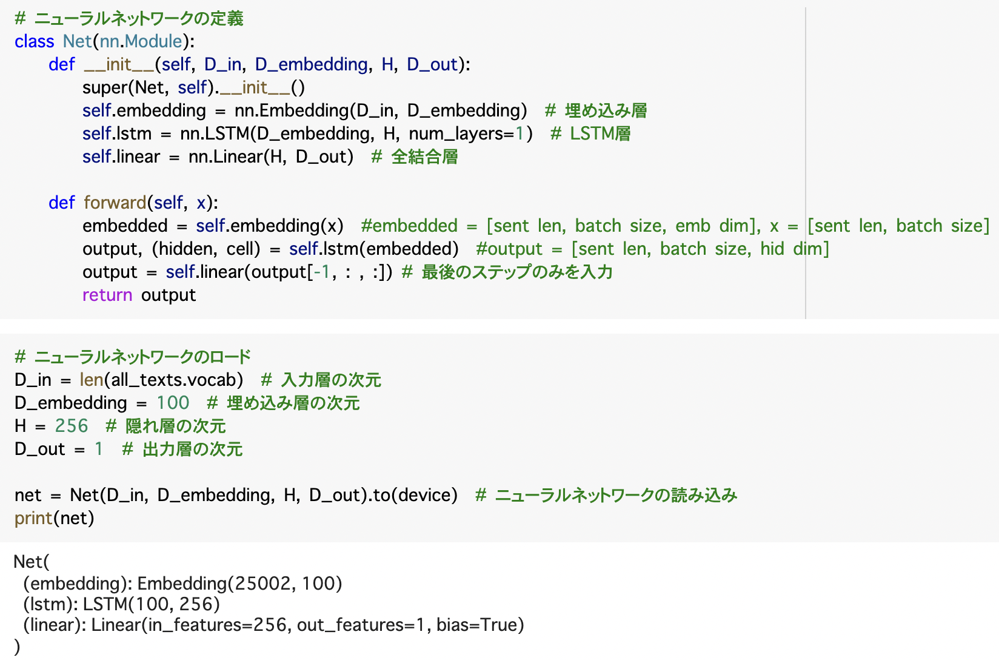 # ニューラルネットワークの定義
class Net(nn.Module):
    def __init__(self, D_in, D_embedding, H, D_out):
        super(Net, self).__init__()
        self.embedding = nn.Embedding(D_in, D_embedding)  # 埋め込み層
        self.lstm = nn.LSTM(D_embedding, H, num_layers=1)  # LSTM層
        self.linear = nn.Linear(H, D_out)  # 全結合層

    def forward(self, x):
        embedded = self.embedding(x)  #embedded = [sent len, batch size, emb dim], x = [sent len, batch size]
        output, (hidden, cell) = self.lstm(embedded)  #output = [sent len, batch size, hid dim]
        output = self.linear(output[-1, : , :]) # 最後のステップのみを入力
        return output

# ニューラルネットワークのロード
D_in = len(all_texts.vocab)  # 入力層の次元
D_embedding = 100  # 埋め込み層の次元
H = 256  # 隠れ層の次元
D_out = 1  # 出力層の次元

net = Net(D_in, D_embedding, H, D_out).to(device)  # ニューラルネットワークの読み込み
print(net)

Net(
  (embedding): Embedding(25002, 100)
  (lstm): LSTM(100, 256)
  (linear): Linear(in_features=256, out_features=1, bias=True)
)